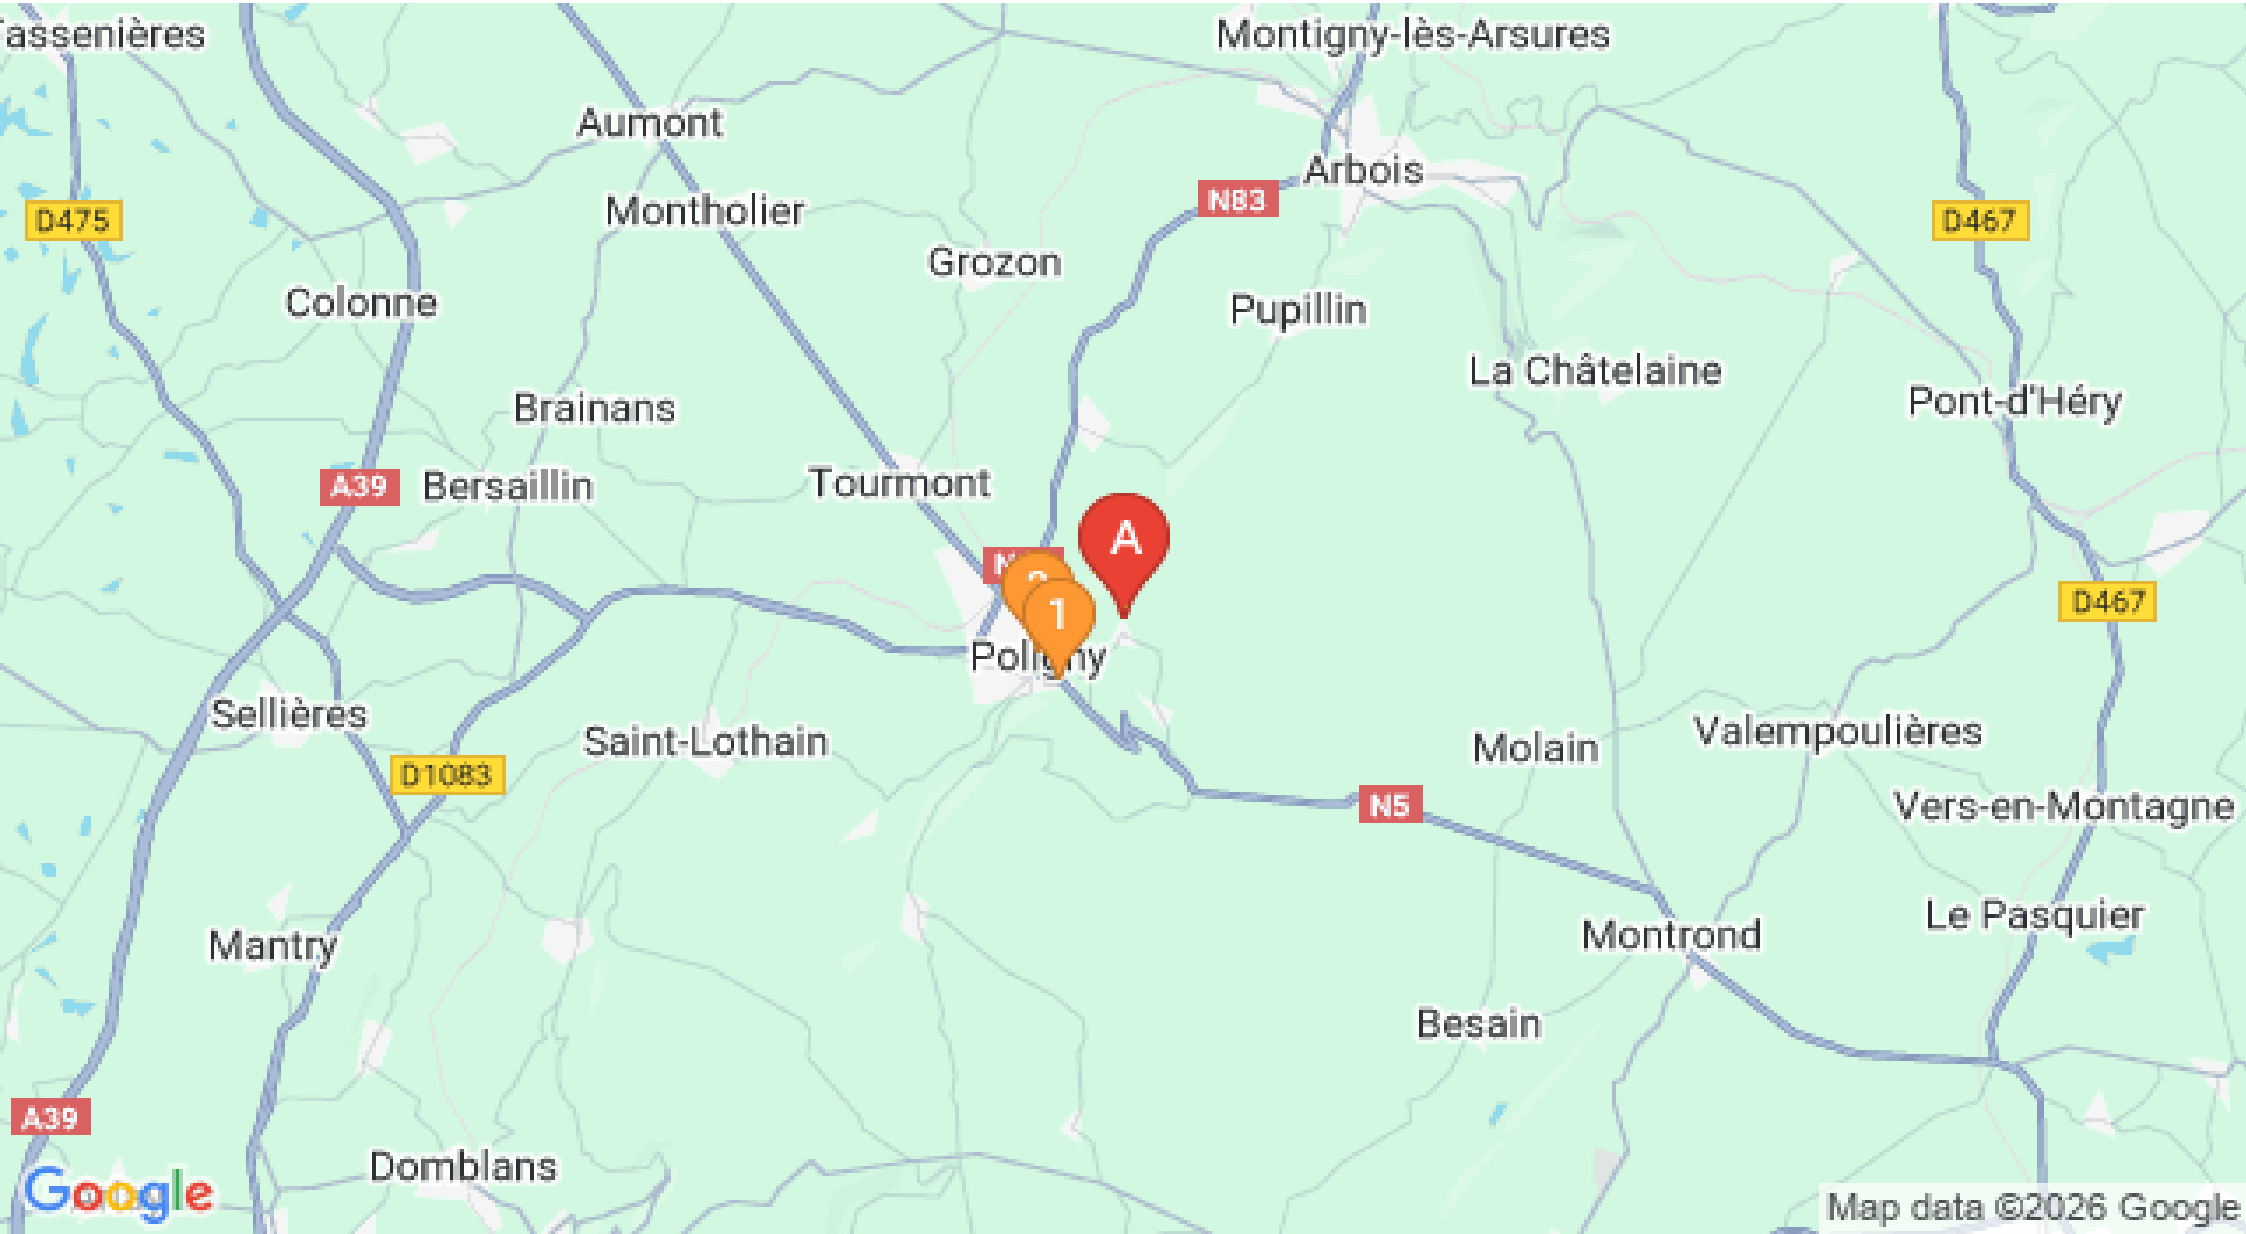 Tassenières
Montigny-lès-Arsures
Aumont
Arbois
N83
Montholier
D475
D467
Grozon
Colonne
Pupillin
La Châtelaine
Brainans
Pont-d'Héry
A39
Bersaillin
Tourmont
A
D467
1
Poligny
Sellières
Saint-Lothain
Molain
Valempoulières
D1083
N5
Vers-en-Montagne
Mantry
Montrond
Le Pasquier
Besain
A39
Domblans
Google
Map data ©2026 Google